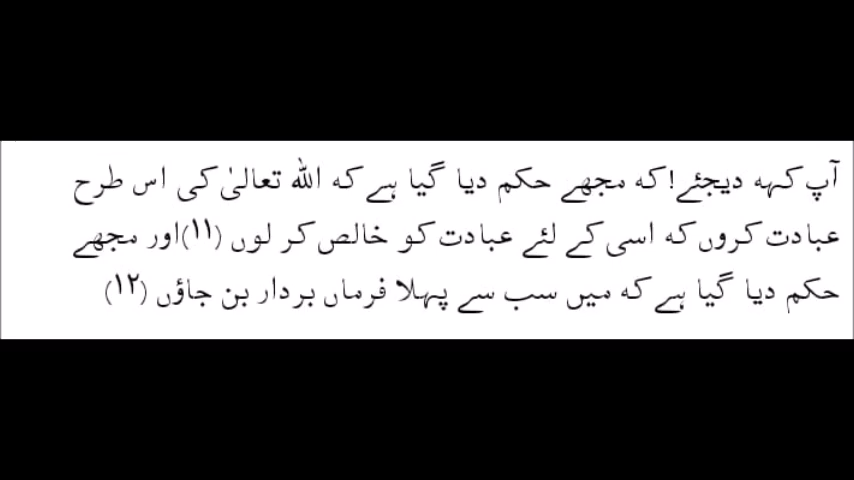 آپ کہہ دیجئے! کہ مجھے حکم دیا گیا ہے کہ اللہ تعالیٰ کی اس طرح
عبادت کروں کہ اسی کے لئے عبادت کو خالص کر لوں (۱۱) اور مجھے
حکم دیا گیا ہے کہ میں سب سے پہلا فرماں بردار بن جاؤں (۱۲)